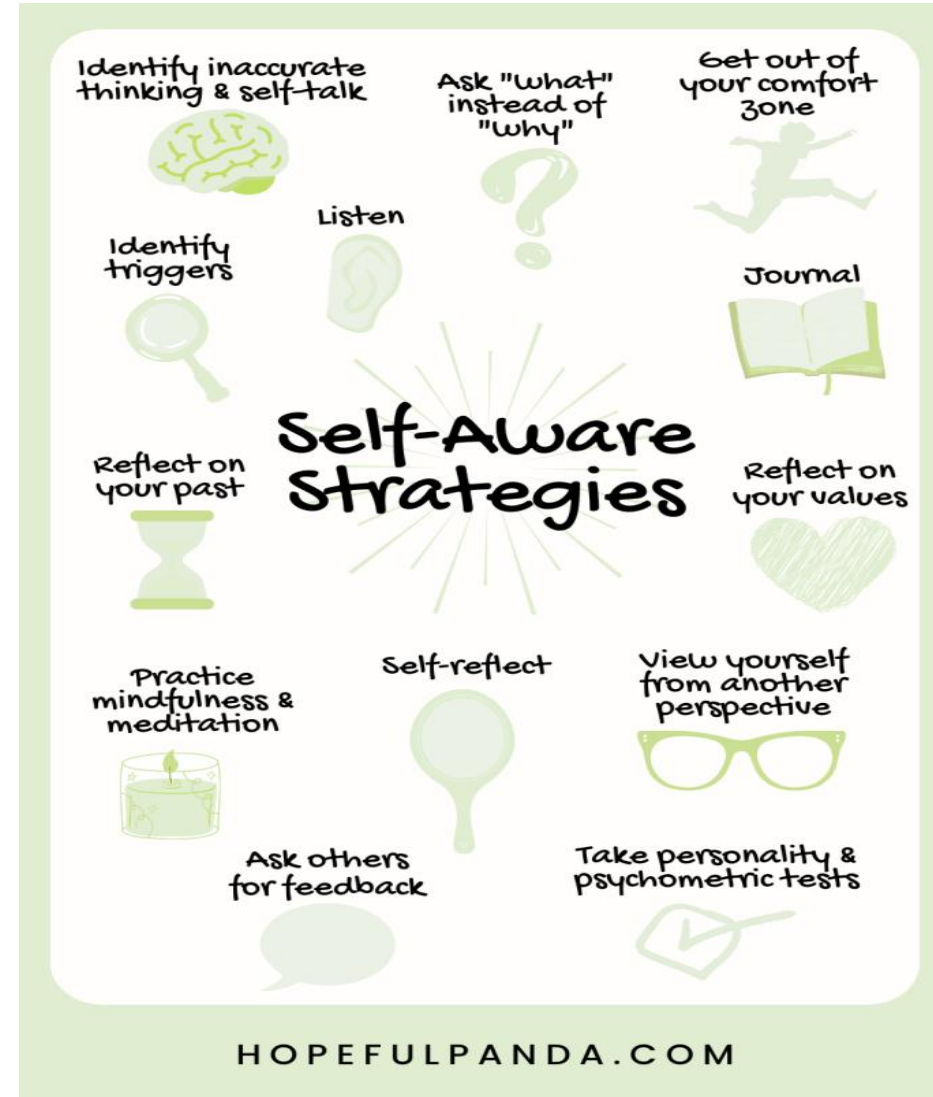 Identify inaccurate
thinking & self-talk
Ask "what"
instead of
"why"
Get out of
your comfort
zone
Listen
Identify
triggers
Journal
Self-Aware
Strategies
Reflect on
your past
Reflect on
your values
Practice
mindfulness &
meditation
Self-reflect
View yourself
from another
perspective
Ask others
for feedback
Take personality &
psychometric tests
HOPEFULPANDA.COM